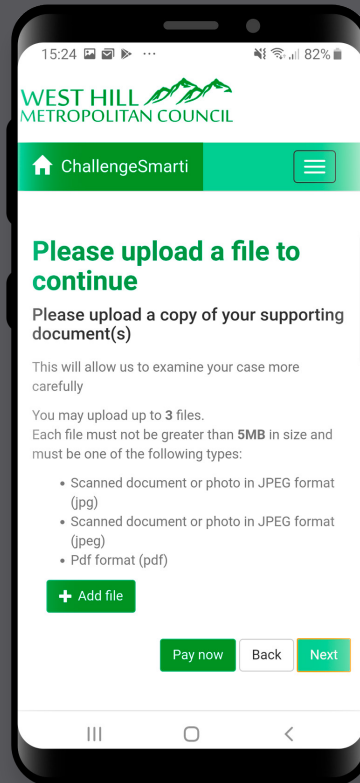 15:24 ... 82%
WEST HILL
METROPOLITAN COUNCIL
ChallengeSmarti
Please upload a file to
continue
Please upload a copy of your supporting
document(s)
This will allow us to examine your case more
carefully
You may upload up to 3 files.
Each file must not be greater than 5MB in size and
must be one of the following types:
• Scanned document or photo in JPEG format
(jpg)
• Scanned document or photo in JPEG format
(jpeg)
• Pdf format (pdf)
+ Add file
Pay now Back Next